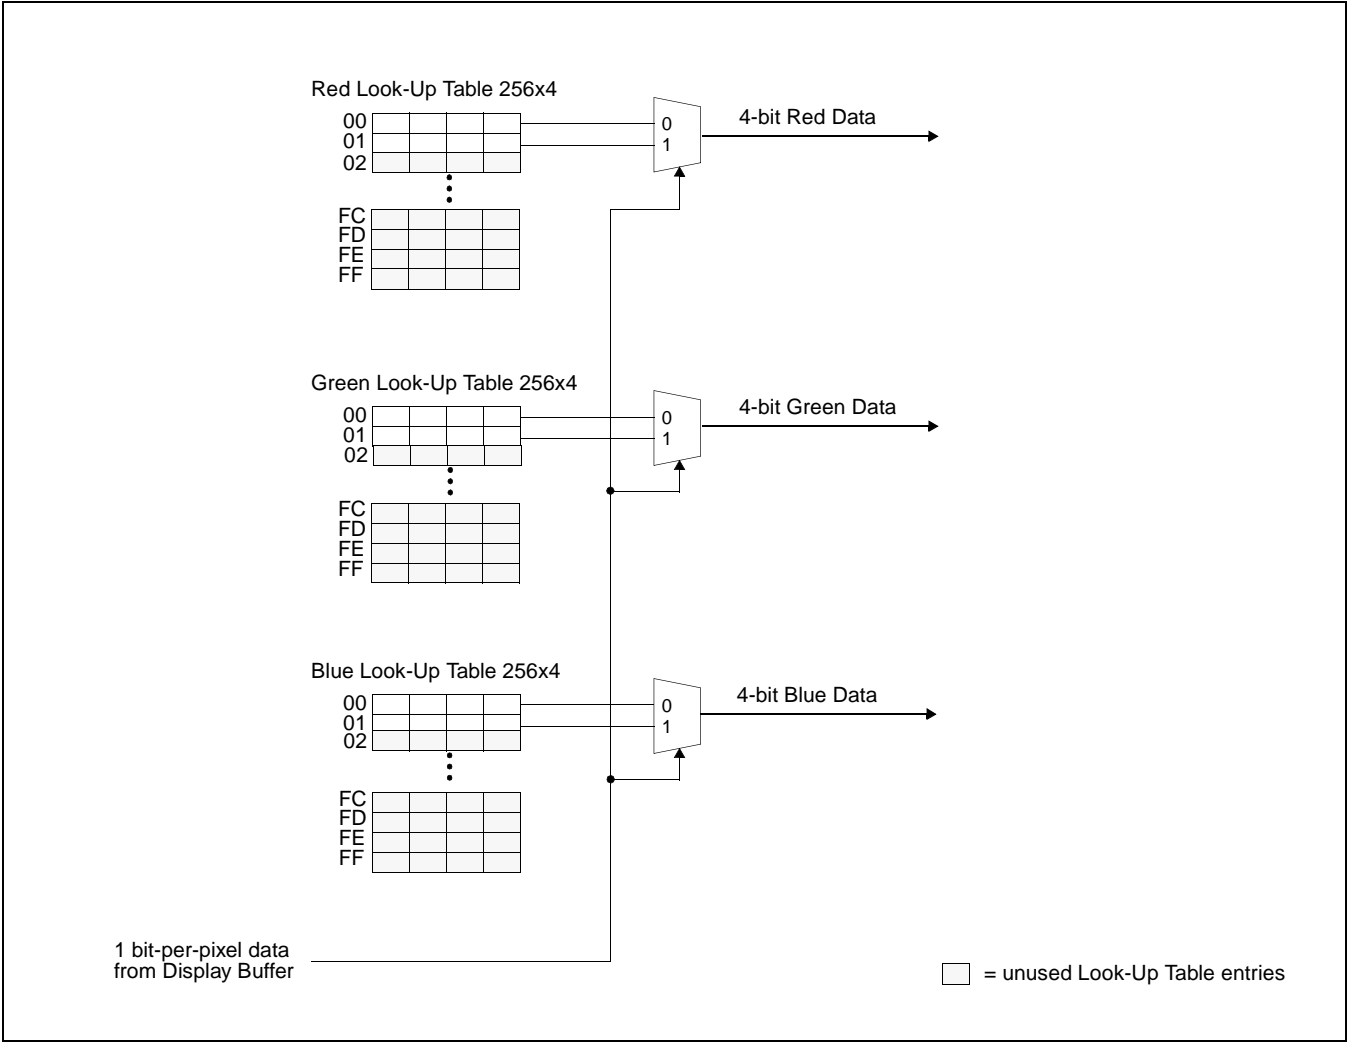 Red Look-Up Table 256x4
00
01
02
FC
FD
FE
FF
0
1
4-bit Red Data
Green Look-Up Table 256x4
00
01
02
FC
FD
FE
FF
0
1
4-bit Green Data
Blue Look-Up Table 256x4
00
01
02
FC
FD
FE
FF
0
1
4-bit Blue Data
1 bit-per-pixel data
from Display Buffer
= unused Look-Up Table entries